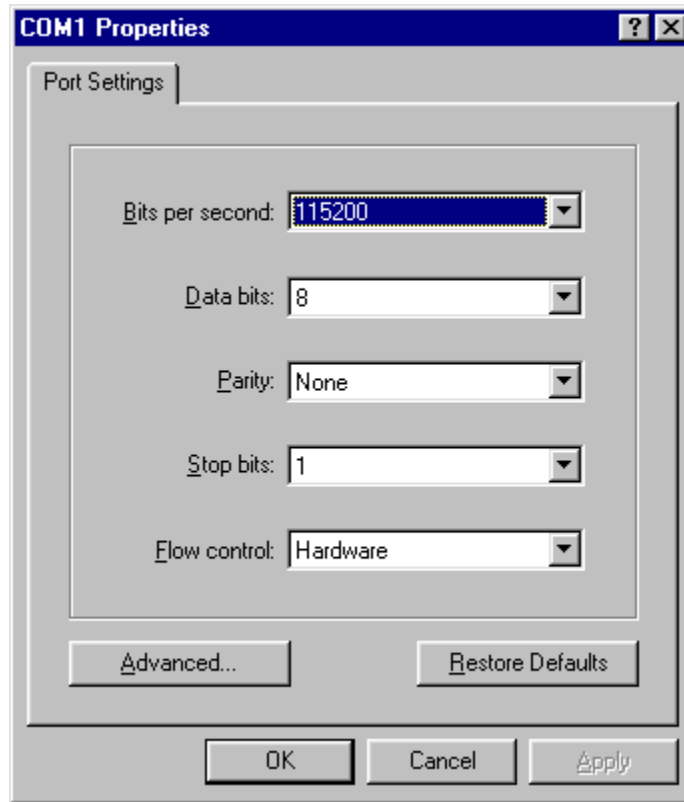 COM1 Properties
Port Settings
Bits per second: 115200
Data bits: 8
Parity: None
Stop bits: 1
Flow control: Hardware
Advanced... Restore Defaults
OK Cancel Apply